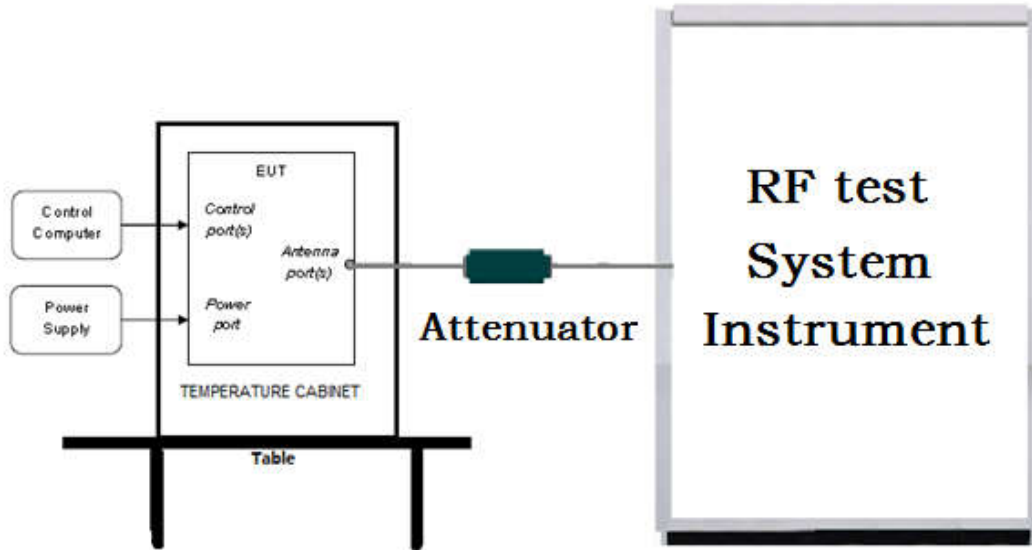 EUT
Control
Computer
Control
port(s)
Antenna
port(s)
Power
Supply
Power
port
TEMPERATURE CABINET
Table
Attenuator
RF test
System
Instrument